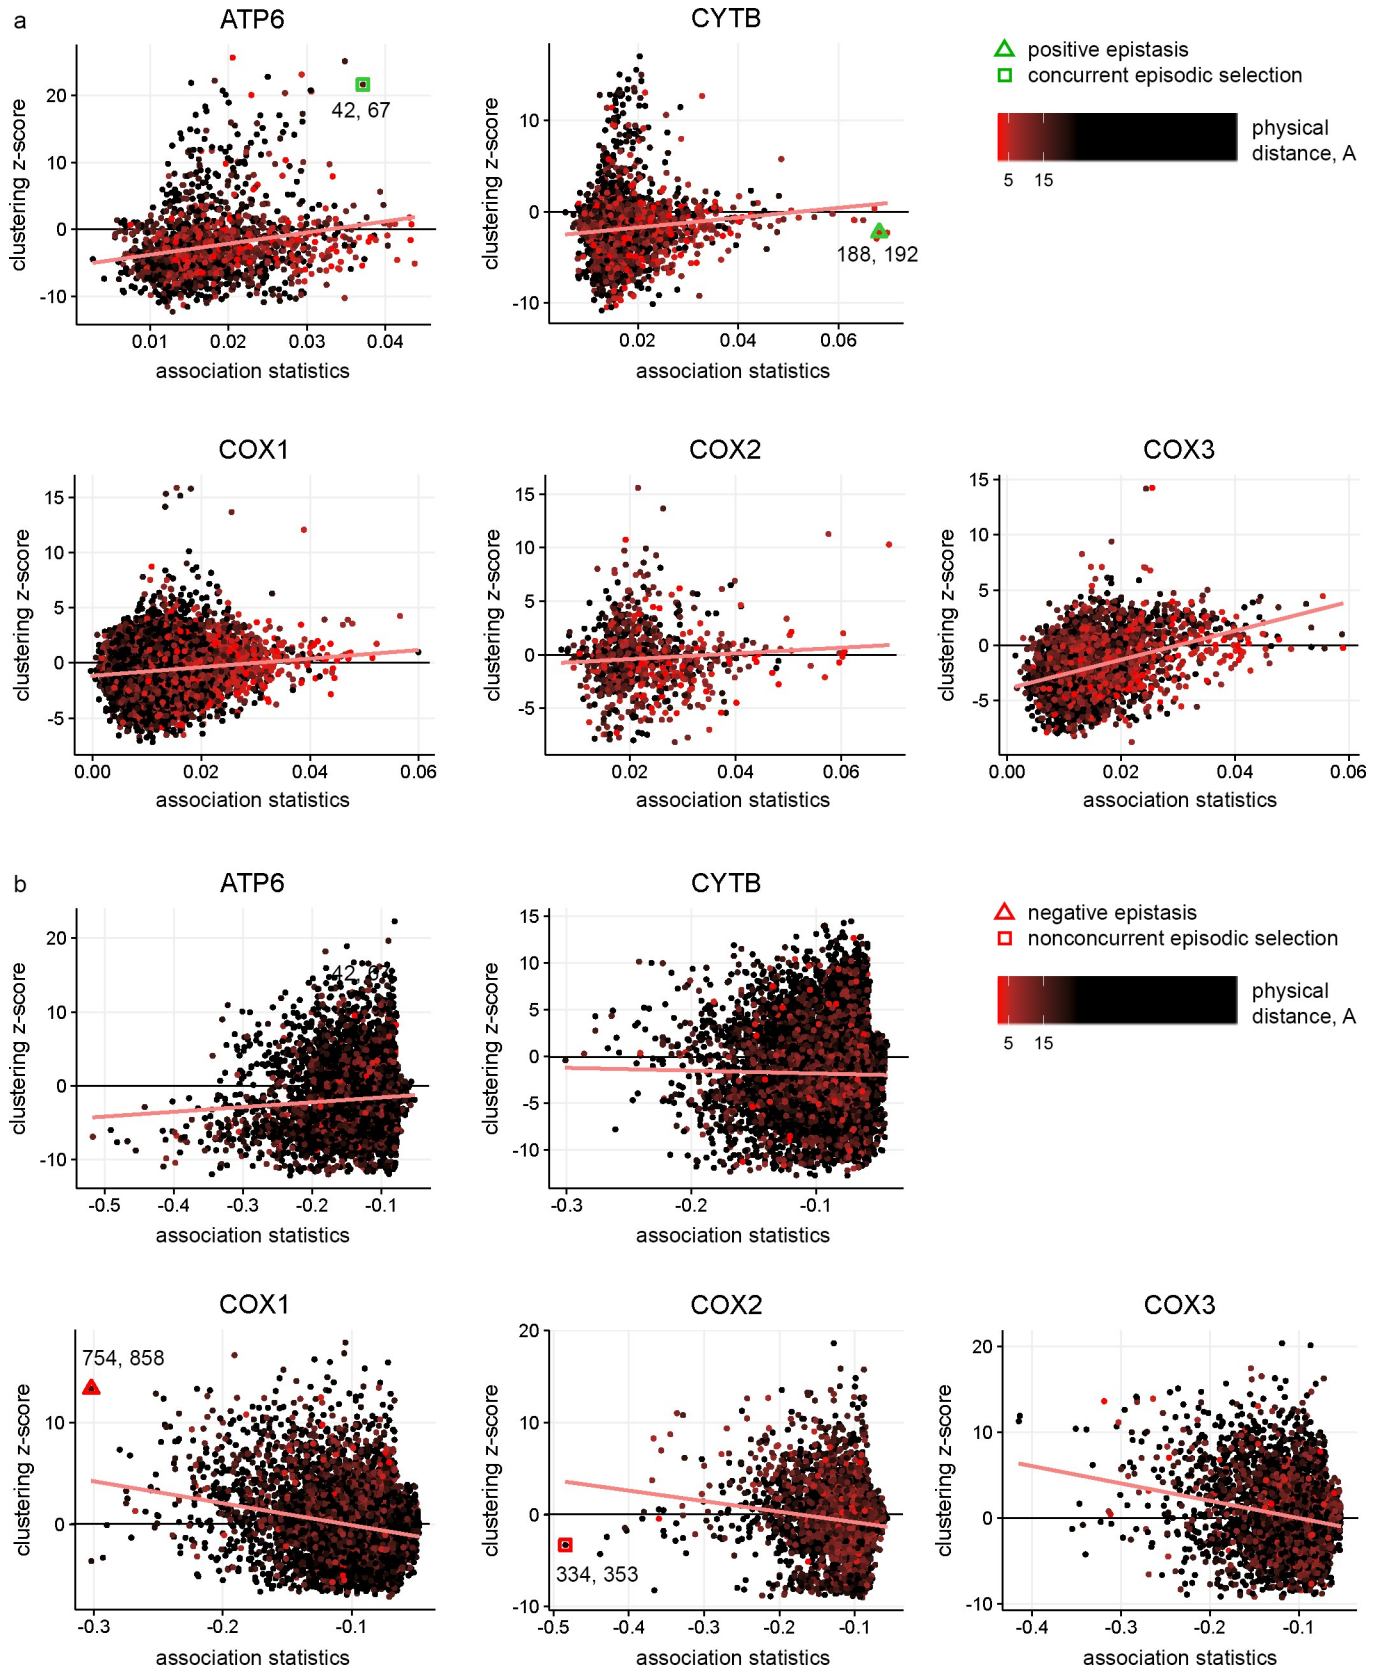 a
ATP6
CYTB
positive epistasis
concurrent episodic selection
physical
distance, A
5 15
clustering z-score
20
10
0
-10
42, 67
0.01 0.02 0.03 0.04
association statistics
clustering z-score
10
0
-10
188, 192
0.02 0.04 0.06
association statistics
COX1
COX2
COX3
clustering z-score
15
10
5
0
-5
0.00 0.02 0.04 0.06
association statistics
clustering z-score
15
10
5
0
-5
0.02 0.04 0.06
association statistics
clustering z-score
15
10
5
0
-5
0.00 0.02 0.04 0.06
association statistics
b
ATP6
CYTB
negative epistasis
nonconcurrent episodic selection
physical
distance, A
5 15
clustering z-score
20
10
0
-10
42, 67
-0.5 -0.4 -0.3 -0.2 -0.1
association statistics
clustering z-score
15
10
5
0
-5
-10
-0.3 -0.2 -0.1
association statistics
COX1
COX2
COX3
clustering z-score
10
0
754, 858
-0.3 -0.2 -0.1
association statistics
clustering z-score
20
10
0
-10
334, 353
-0.5 -0.4 -0.3 -0.2 -0.1
association statistics
clustering z-score
20
10
0
-10
-0.4 -0.3 -0.2 -0.1
association statistics